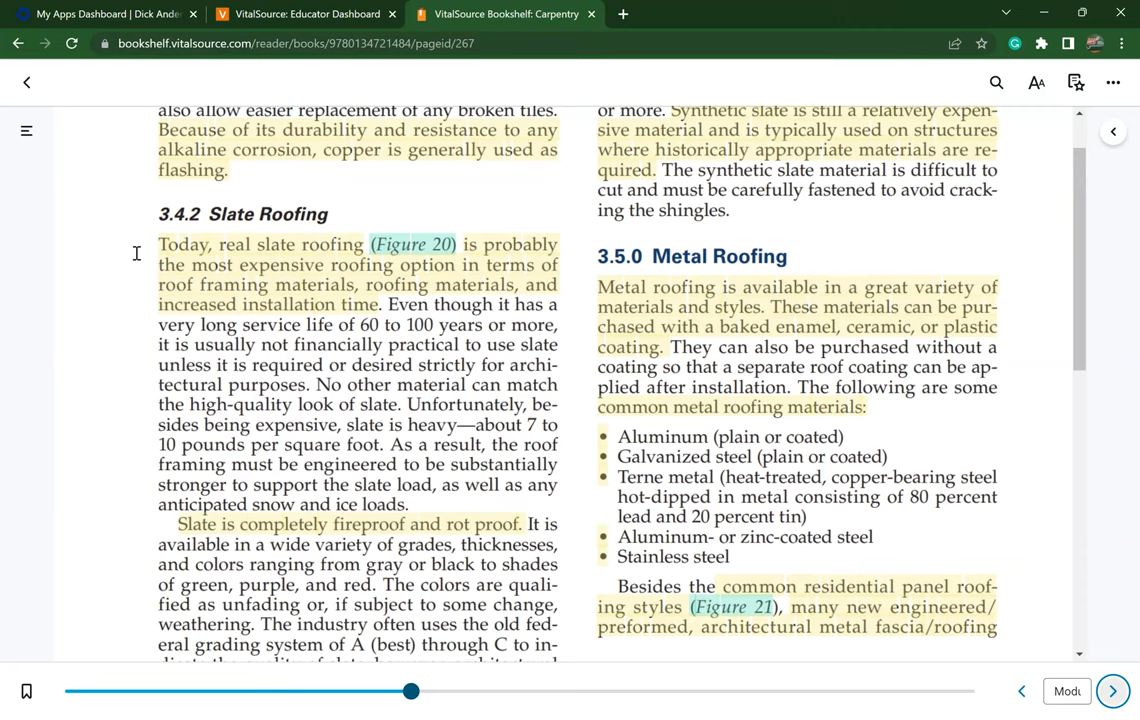 My Apps Dashboard | Dick Ander
VitalSource: Educator Dashboard
VitalSource Bookshelf: Carpentry
bookshelf.vitalsource.com/reader/books/9780134721484/pageid/267
also allow easier replacement of any broken tiles.
Because of its durability and resistance to any
alkaline corrosion, copper is generally used as
flashing.
3.4.2 Slate Roofing
Today, real slate roofing (Figure 20) is probably
the most expensive roofing option in terms of
roof framing materials, roofing materials, and
increased installation time. Even though it has a
very long service life of 60 to 100 years or more,
it is usually not financially practical to use slate
unless it is required or desired strictly for archi-
tectural purposes. No other material can match
the high-quality look of slate. Unfortunately, be-
sides being expensive, slate is heavy—about 7 to
10 pounds per square foot. As a result, the roof
framing must be engineered to be substantially
stronger to support the slate load, as well as any
anticipated snow and ice loads.
Slate is completely fireproof and rot proof. It is
available in a wide variety of grades, thicknesses,
and colors ranging from gray or black to shades
of green, purple, and red. The colors are quali-
fied as unfading or, if subject to some change,
weathering. The industry often uses the old fed-
eral grading system of A (best) through C to in-
or more. Synthetic slate is still a relatively expen-
sive material and is typically used on structures
where historically appropriate materials are re-
quired. The synthetic slate material is difficult to
cut and must be carefully fastened to avoid crack-
ing the shingles.
3.5.0 Metal Roofing
Metal roofing is available in a great variety of
materials and styles. These materials can be pur-
chased with a baked enamel, ceramic, or plastic
coating. They can also be purchased without a
coating so that a separate roof coating can be ap-
plied after installation. The following are some
common metal roofing materials:
• Aluminum (plain or coated)
• Galvanized steel (plain or coated)
• Terne metal (heat-treated, copper-bearing steel
hot-dipped in metal consisting of 80 percent
lead and 20 percent tin)
• Aluminum- or zinc-coated steel
• Stainless steel
Besides the common residential panel roof-
ing styles (Figure 21), many new engineered/
preformed, architectural metal fascia/roofing
Modu